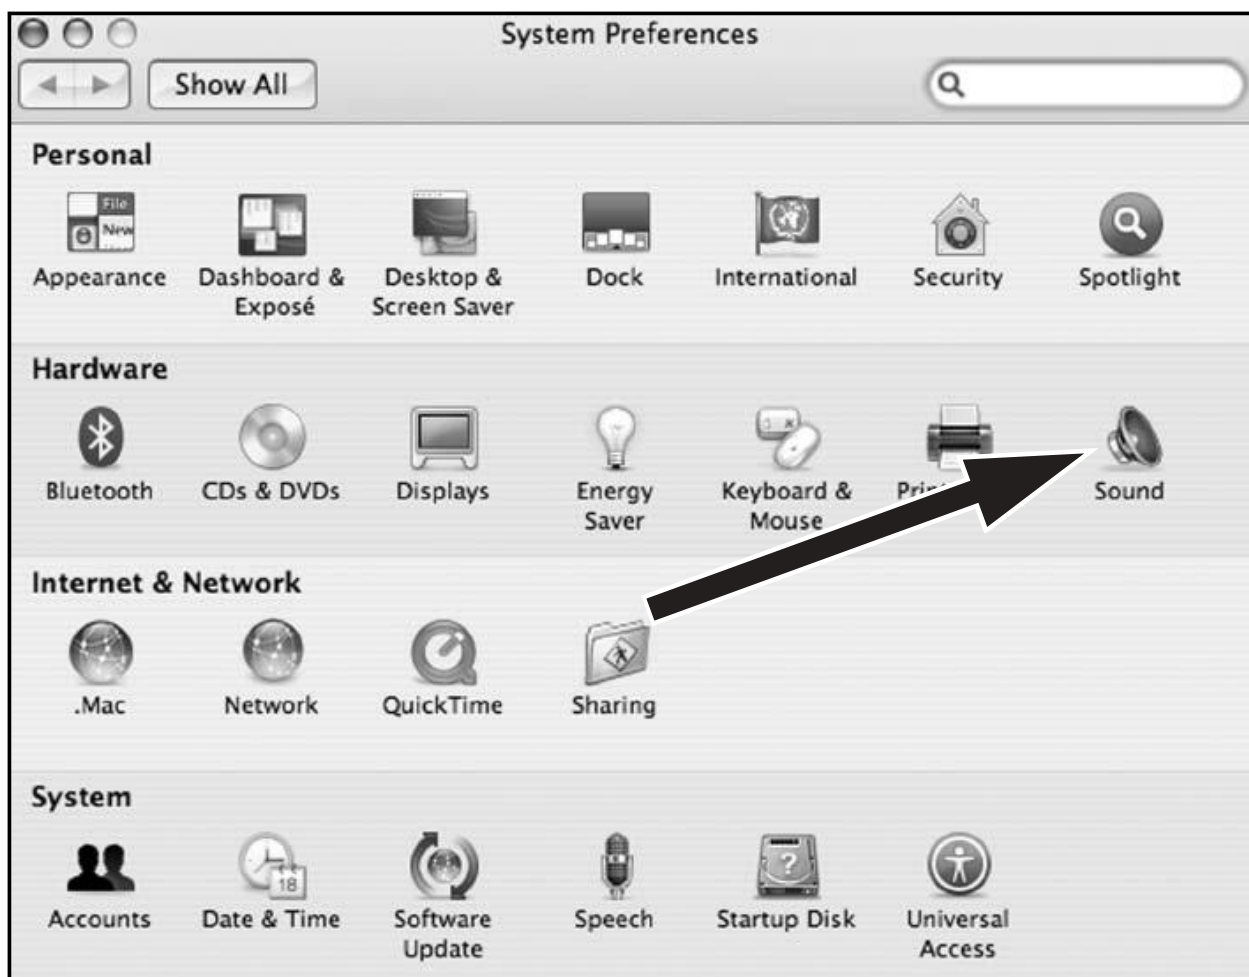 System Preferences
Show All
Personal
File
New
Appearance
Dashboard &
Exposé
Desktop &
Screen Saver
Dock
International
Security
Spotlight
Hardware
Bluetooth
CDs & DVDs
Displays
Energy
Saver
Keyboard &
Mouse
Sound
Internet & Network
.Mac
Network
QuickTime
Sharing
System
Accounts
18
Date & Time
Software
Update
Speech
?
Startup Disk
Universal
Access